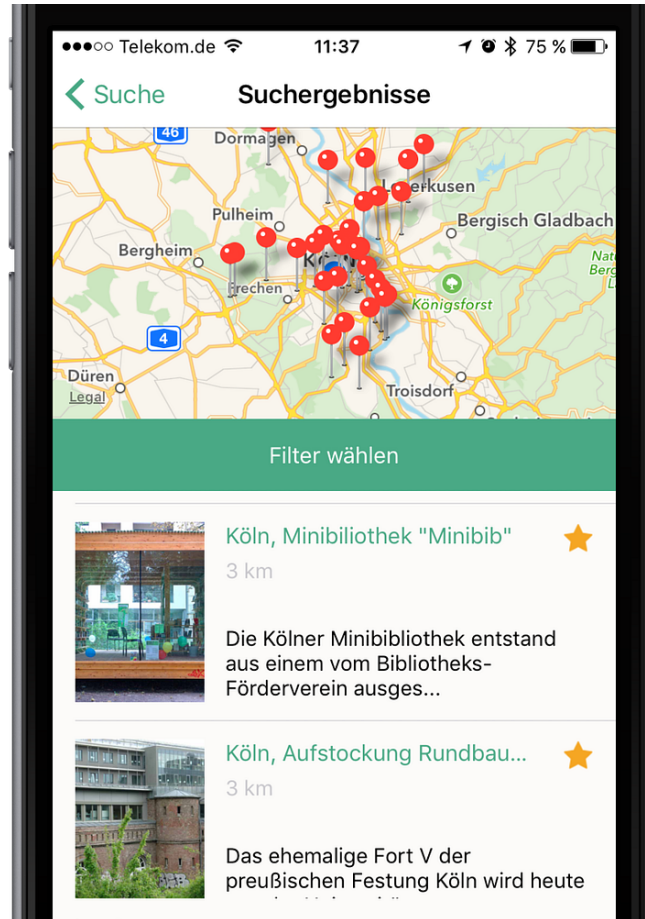 Telekom.de 11:37 75 %
Suche Suchergebnisse
46 Dormagen
Leverkusen
Pulheim
Bergisch Gladbach
Bergheim
Köln
Frechen
Königsforst
4
Düren
Legal
Troisdorf
Filter wählen
Köln, Minibiliothek "Minibib"
3 km
Die Kölner Minibibliothek entstand
aus einem vom Bibliotheks-
Förderverein ausges...
Köln, Aufstockung Rundbau...
3 km
Das ehemalige Fort V der
preußischen Festung Köln wird heute